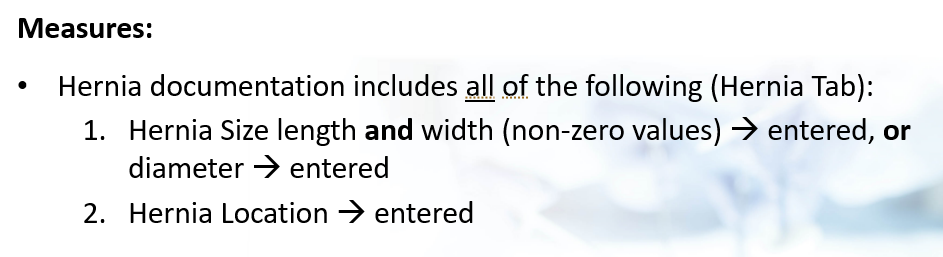 Measures:
• Hernia documentation includes all of the following (Hernia Tab):
1. Hernia Size length and width (non-zero values) → entered, or
diameter → entered
2. Hernia Location → entered